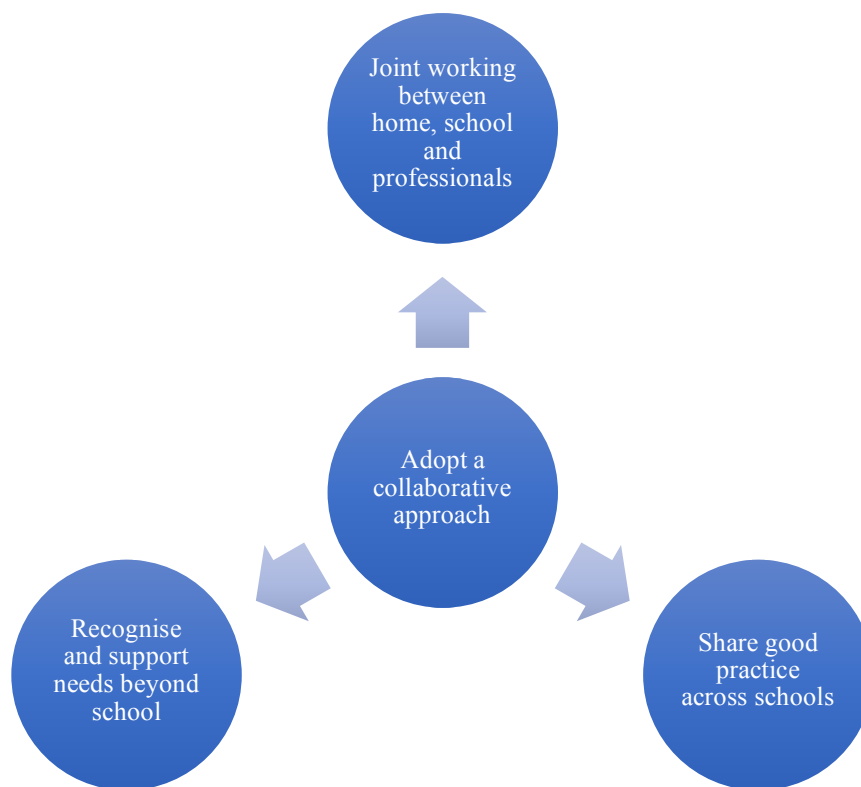 Joint working
between
home, school
and
professionals
Adopt a
collaborative
approach
Recognise
and support
needs beyond
school
Share good
practice
across schools